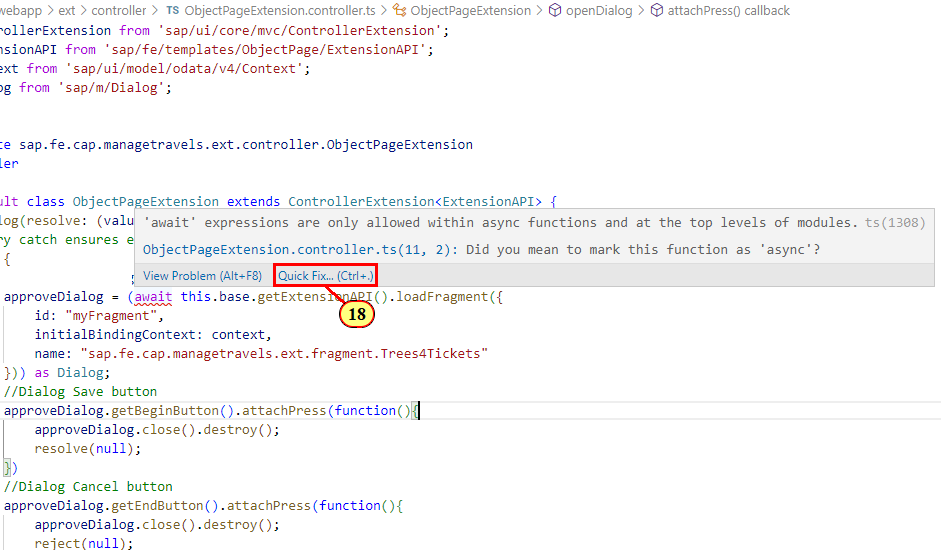 webapp > ext > controller > TS ObjectPageExtension.controller.ts > ObjectPageExtension > openDialog > attachPress() callback
rollerExtension from 'sap/ui/core/mvc/ControllerExtension';
nsionAPI from 'sap/fe/templates/ObjectPage/ExtensionAPI';
ext from 'sap/ui/model/odata/v4/Context';
og from 'sap/m/Dialog';
ce sap.fe.cap.managetravels.ext.controller.ObjectPageExtension
ler
ult class ObjectPageExtension extends ControllerExtension<ExtensionAPI> {
log(resolve: (valu
'await' expressions are only allowed within async functions and at the top levels of modules. ts(1308)
ry catch ensures e
ObjectPageExtension.controller.ts(11, 2): Did you mean to mark this function as 'async'?
{
View Problem (Alt+F8) Quick Fix... (Ctrl+.)
approveDialog = (await this.base.getExtensionAPI().loadFragment({
18
id: "myFragment",
initialBindingContext: context,
name: "sap.fe.cap.managetravels.ext.fragment.Trees4Tickets"
})) as Dialog;
//Dialog Save button
approveDialog.getBeginButton().attachPress(function(){
approveDialog.close().destroy();
resolve(null);
})
//Dialog Cancel button
approveDialog.getEndButton().attachPress(function(){
approveDialog.close().destroy();
reject(null);